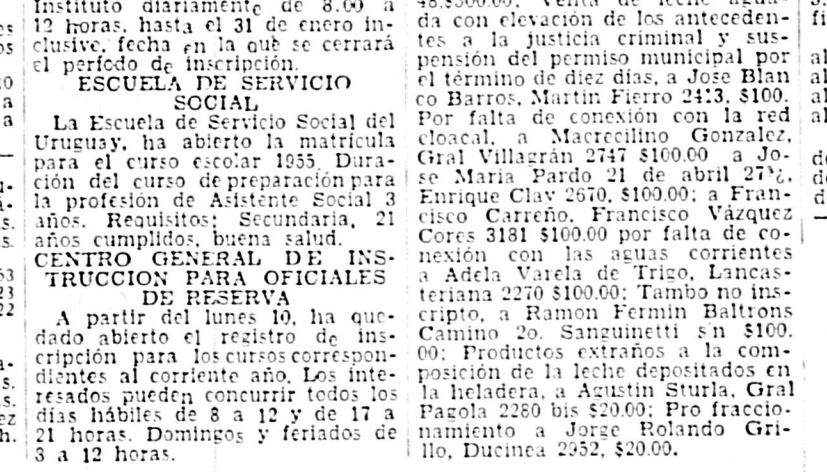 Instituto diariamente de 8.00 a
12 horas, hasta el 31 de enero in-
clusive, fecha en la que se cerrará
el período de inscripción.
ESCUELA DE SERVICIO
SOCIAL
La Escuela de Servicio Social del
Uruguay, ha abierto la matrícula
para el curso escolar 1955. Dura-
ción del curso de preparación para
la profesión de Asistente Social 3
años. Requisitos: Secundaria, 21
años cumplidos, buena salud.
CENTRO GENERAL DE INS-
TRUCCION PARA OFICIALES
DE RESERVA
A partir del lunes 10, ha que-
dado abierto el registro de ins-
cripción para los cursos correspon-
dientes al corriente año. Los inte-
resados pueden concurrir todos los
días hábiles de 8 a 12 y de 17 a
21 horas. Domingos y feriados de
8 a 12 horas.
Venta de leche agua-
da con elevación de los anteceden-
tes a la justicia criminal y sus-
pensión del permiso municipal por
el término de diez días, a Jose Blan
co Barros, Martin Fierro 2413, $100.
Por falta de conexión con la red
cloacal, a Macrecilino Gonzalez,
Gral Villagrán 2747 $100.00 a Jo-
se Maria Pardo 21 de abril
Enrique Clay 2670, $100.00; a Fran-
cisco Carreño, Francisco Vázquez
Cores 3181 $100.00 por falta de co-
nexión con las aguas corrientes
a Adela Varela de Trigo, Lancas-
teriana 2270 $100.00; Tambo no ins-
cripto, a Ramon Fermin Baltrons
Camino 2o. Sanguinetti s/n $100.
00; Productos extraños a la com-
posición de la leche depositados en
la heladera, a Agustin Sturla, Gral
Pagola 2280 bis $20.00; Pro fraccio-
namiento a Jorge Rolando Gri-
llo, Ducinea 2952, $20.00.